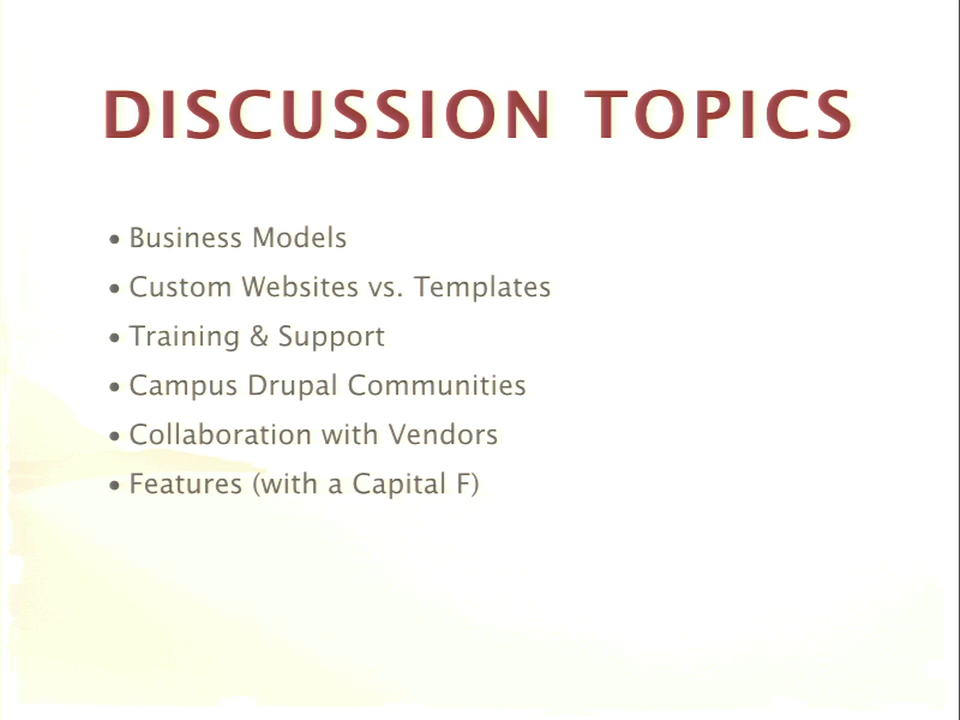 DISCUSSION TOPICS
• Business Models
• Custom Websites vs. Templates
• Training & Support
• Campus Drupal Communities
• Collaboration with Vendors
• Features (with a Capital F)